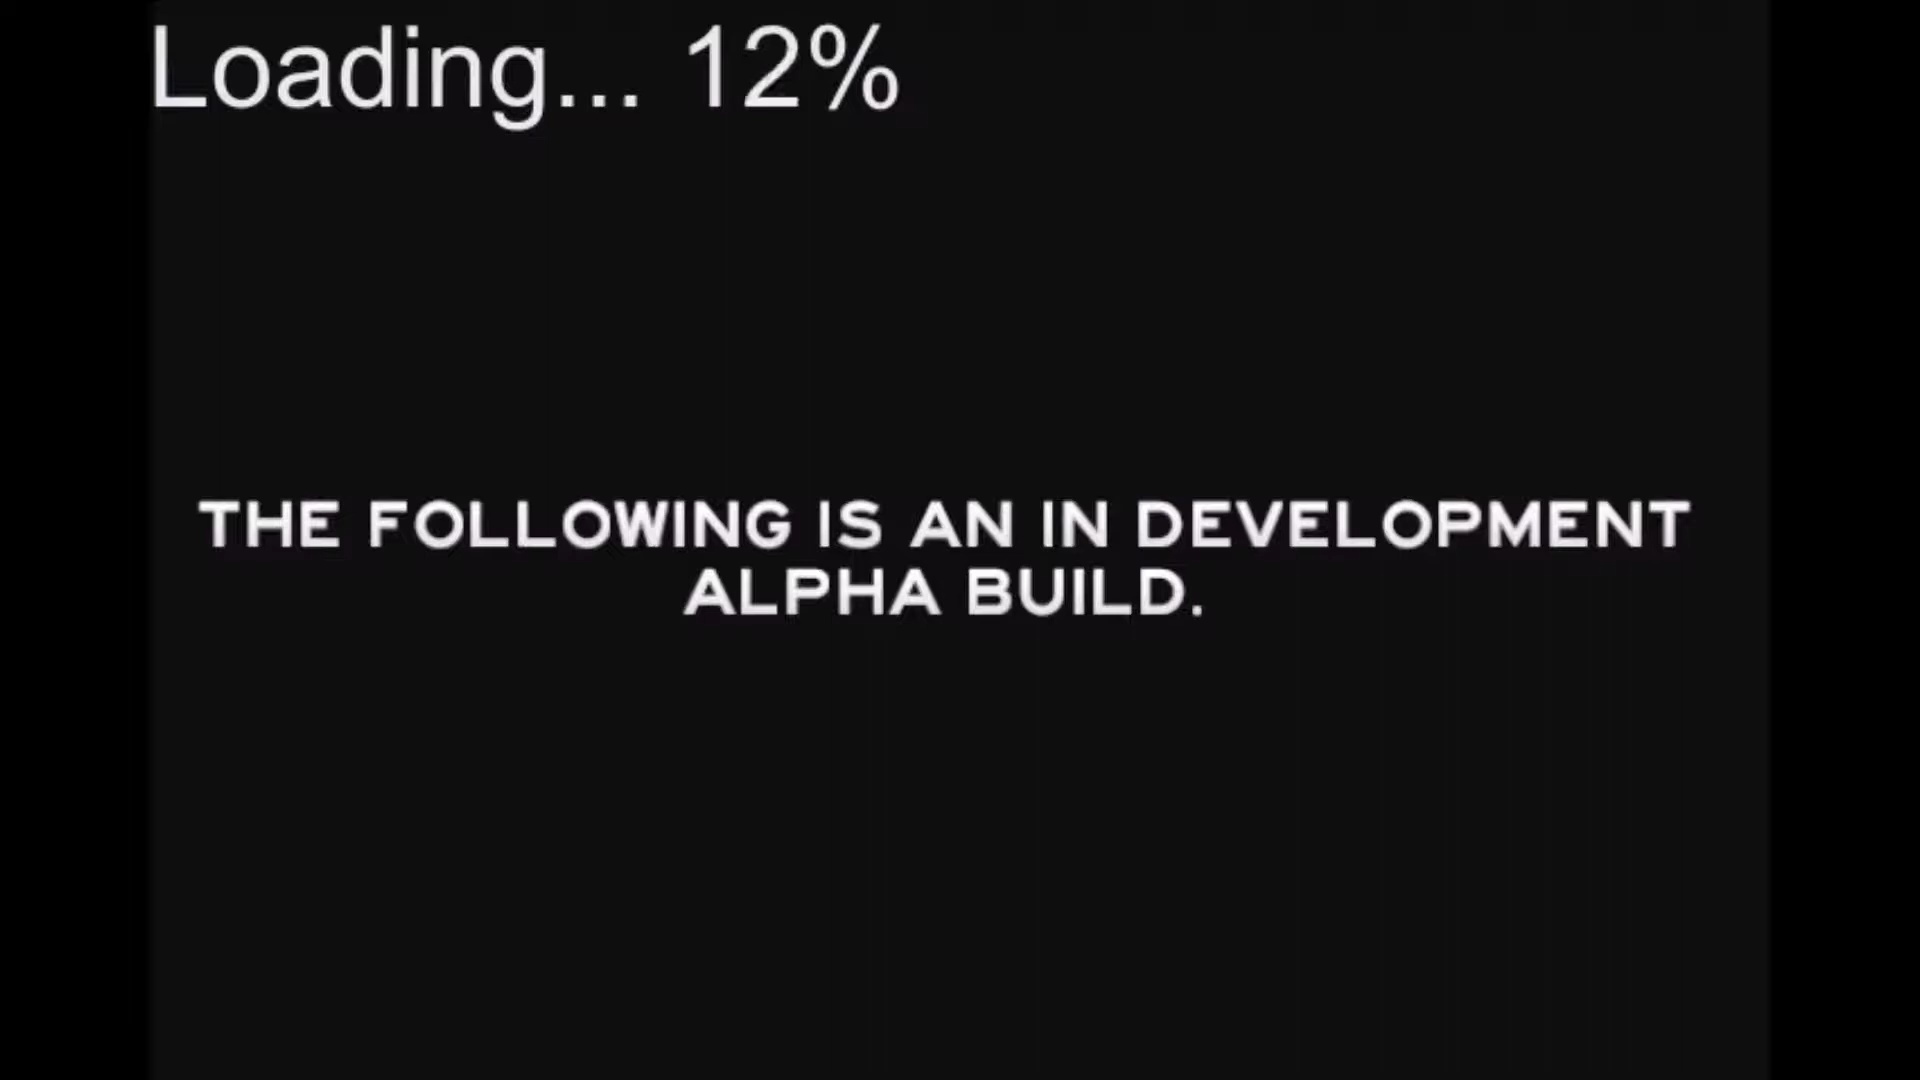 Loading... 12%
THE FOLLOWING IS AN IN DEVELOPMENT
ALPHA BUILD.